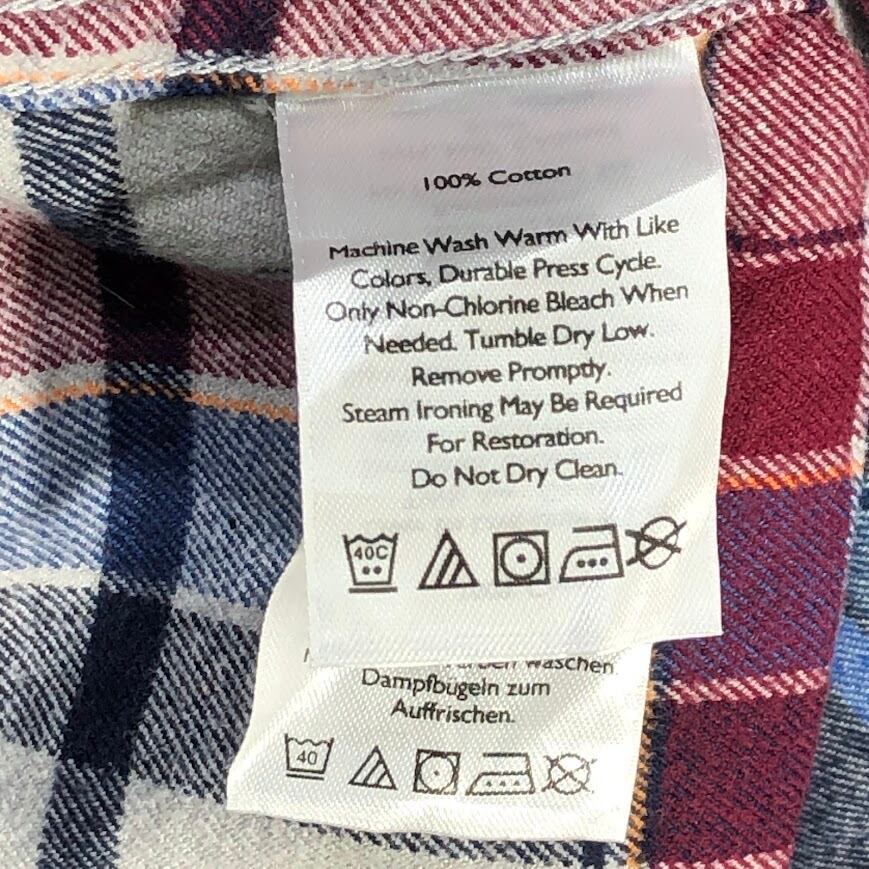 100% Cotton
Machine Wash Warm With Like
Colors, Durable Press Cycle.
Only Non-Chlorine Bleach When
Needed. Tumble Dry Low.
Remove Promptly.
Steam Ironing May Be Required
For Restoration.
Do Not Dry Clean.
40C
waschen
Dampfbügeln zum
Auffrischen.
40